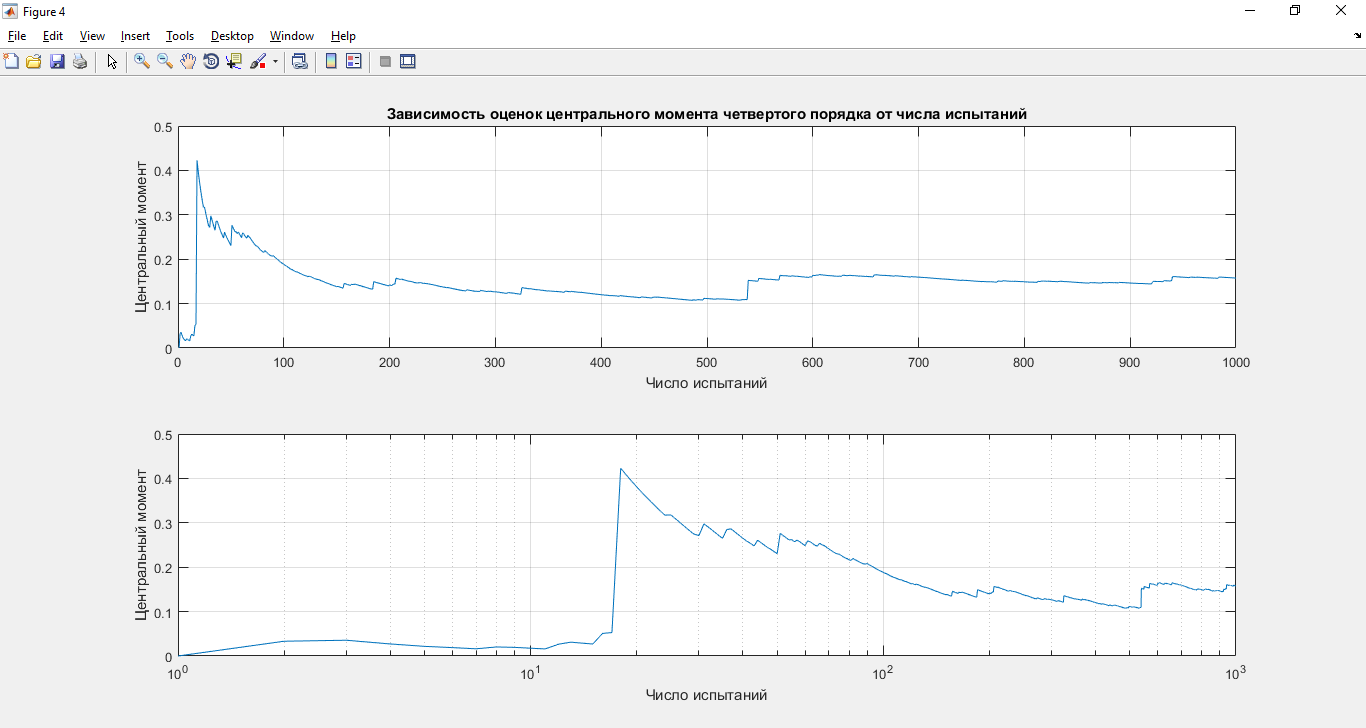 Figure 4
File Edit View Insert Tools Desktop Window Help
Зависимость оценок центрального момента четвертого порядка от числа испытаний
Центральный момент
0.5
0.4
0.3
0.2
0.1
0
0 100 200 300 400 500 600 700 800 900 1000
Число испытаний
Центральный момент
0.5
0.4
0.3
0.2
0.1
0
10^0 10^1 10^2 10^3
Число испытаний